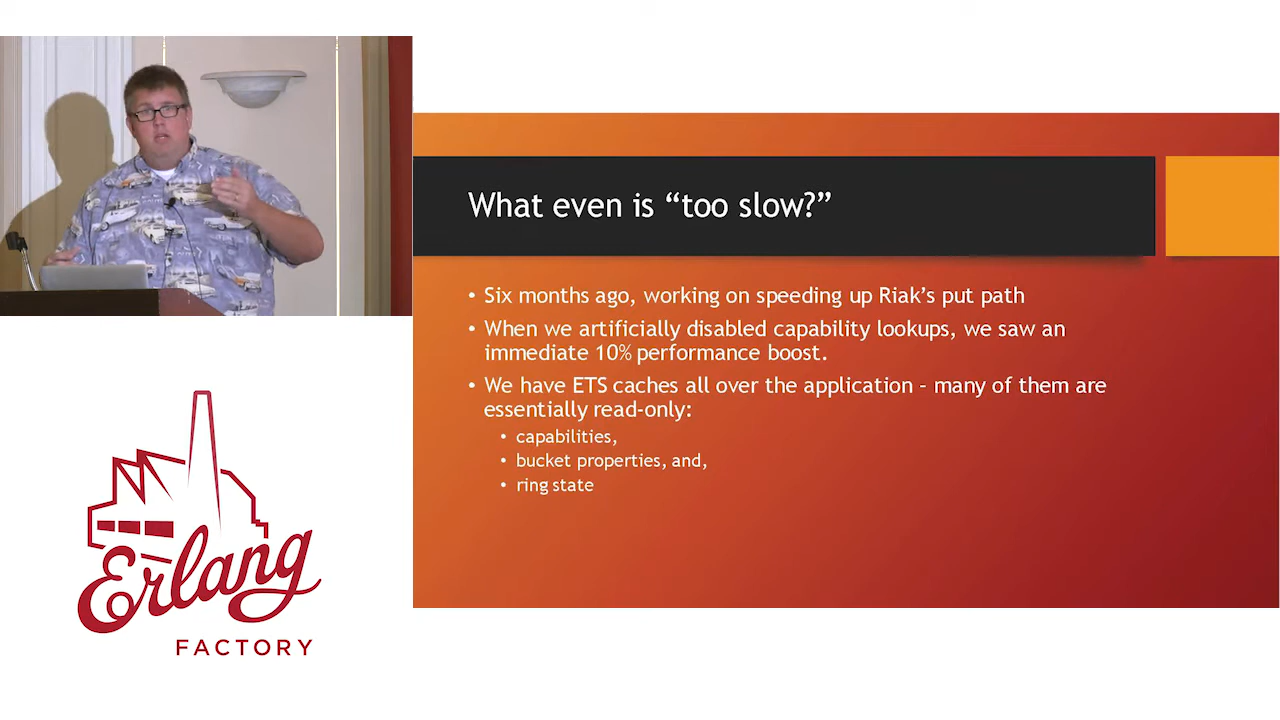 What even is “too slow?”
• Six months ago, working on speeding up Riak’s put path
• When we artificially disabled capability lookups, we saw an
immediate 10% performance boost.
• We have ETS caches all over the application – many of them are
essentially read-only:
• capabilities,
• bucket properties, and,
• ring state
Erlang
FACTORY